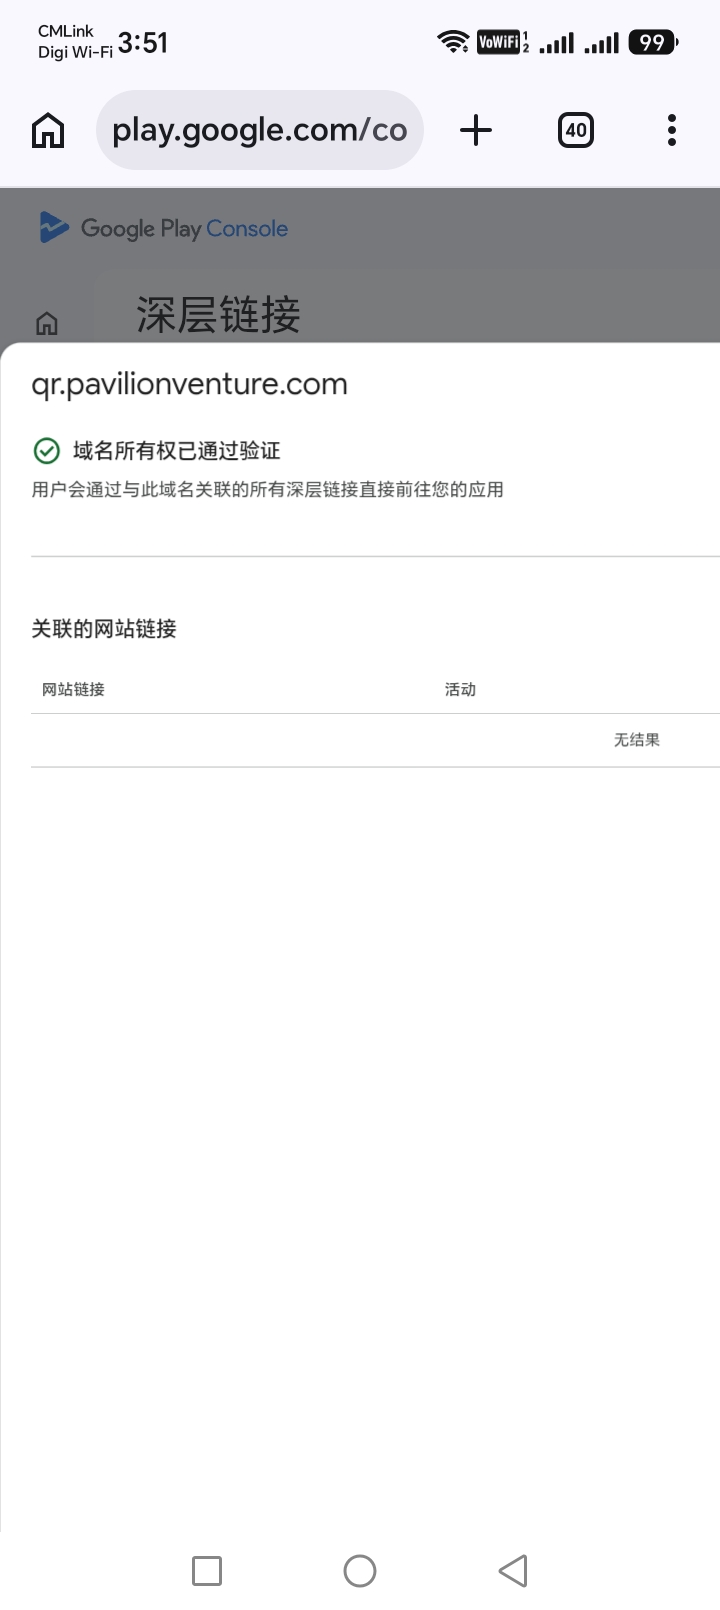 CMLink
Digi Wi-Fi
3:51
VoWiFi 1 2
99
play.google.com/co
40
Google Play Console
深层链接
qr.pavilionventure.com
域名所有权已通过验证
用户会通过与此域名关联的所有深层链接直接前往您的应用
关联的网站链接
网站链接 活动
无结果